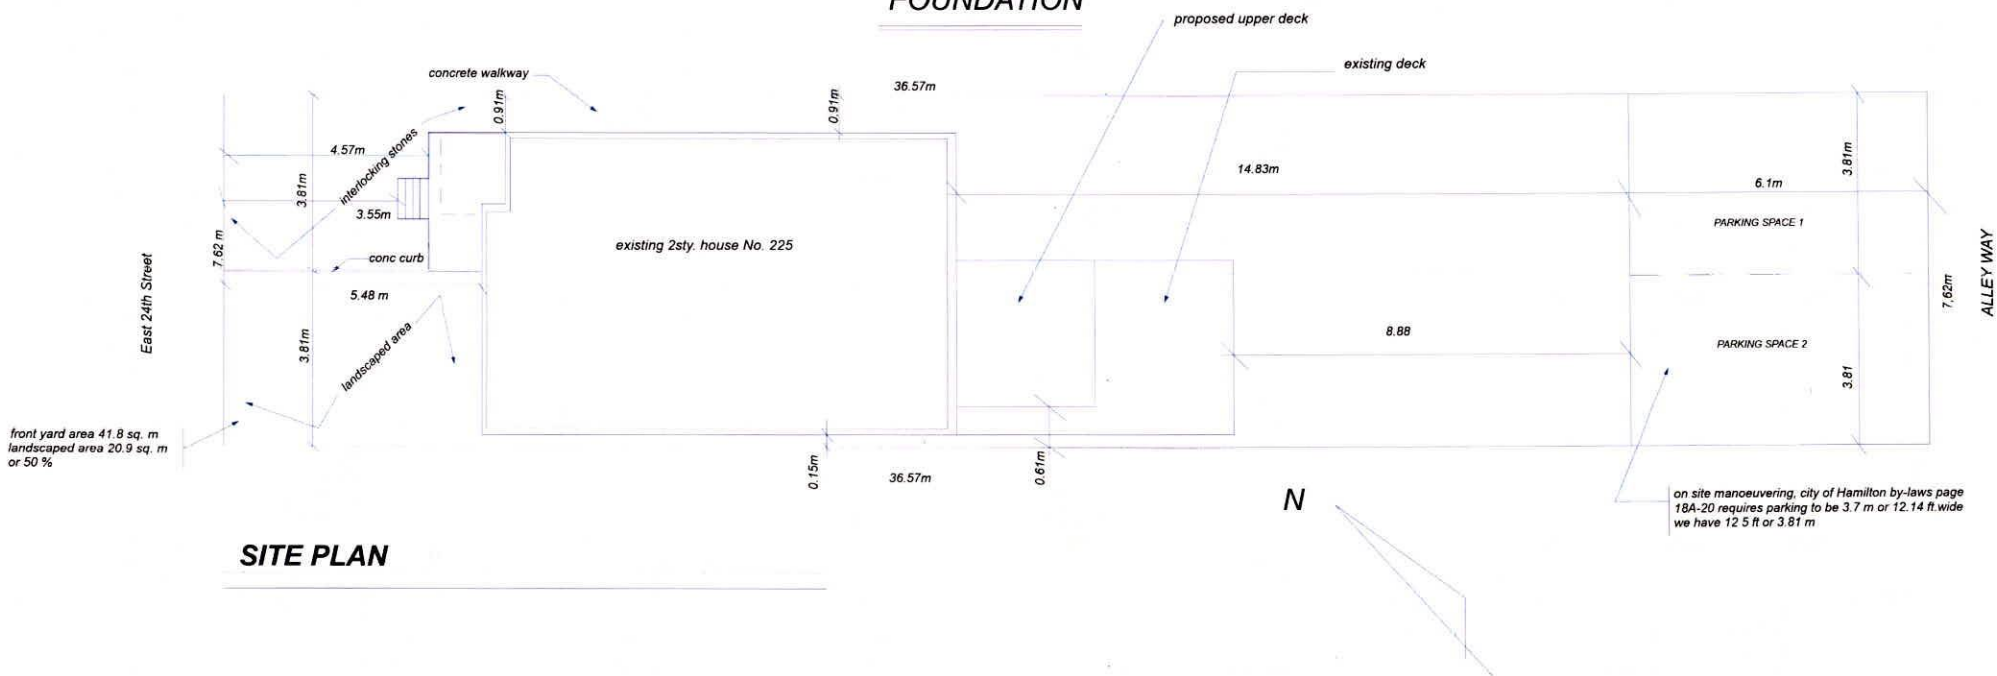 FOUNDATION
proposed upper deck
existing deck
concrete walkway
36.57m
0.91m
0.91m
4.57m
interlocking stones
3.81m
3.55m
7.62 m
conc curb
5.48 m
3.81m
landscaped area
East 24th Street
existing 2sty. house No. 225
14.83m
3.81m
6.1m
PARKING SPACE 1
8.88
PARKING SPACE 2
3.81
7.62m
ALLEY WAY
front yard area 41.8 sq. m
landscaped area 20.9 sq. m
or 50 %
0.15m
36.57m
0.61m
N
on site manoeuvering, city of Hamilton by-laws page
18A-20 requires parking to be 3.7 m or 12.14 ft.wide
we have 12 5 ft or 3.81 m
SITE PLAN